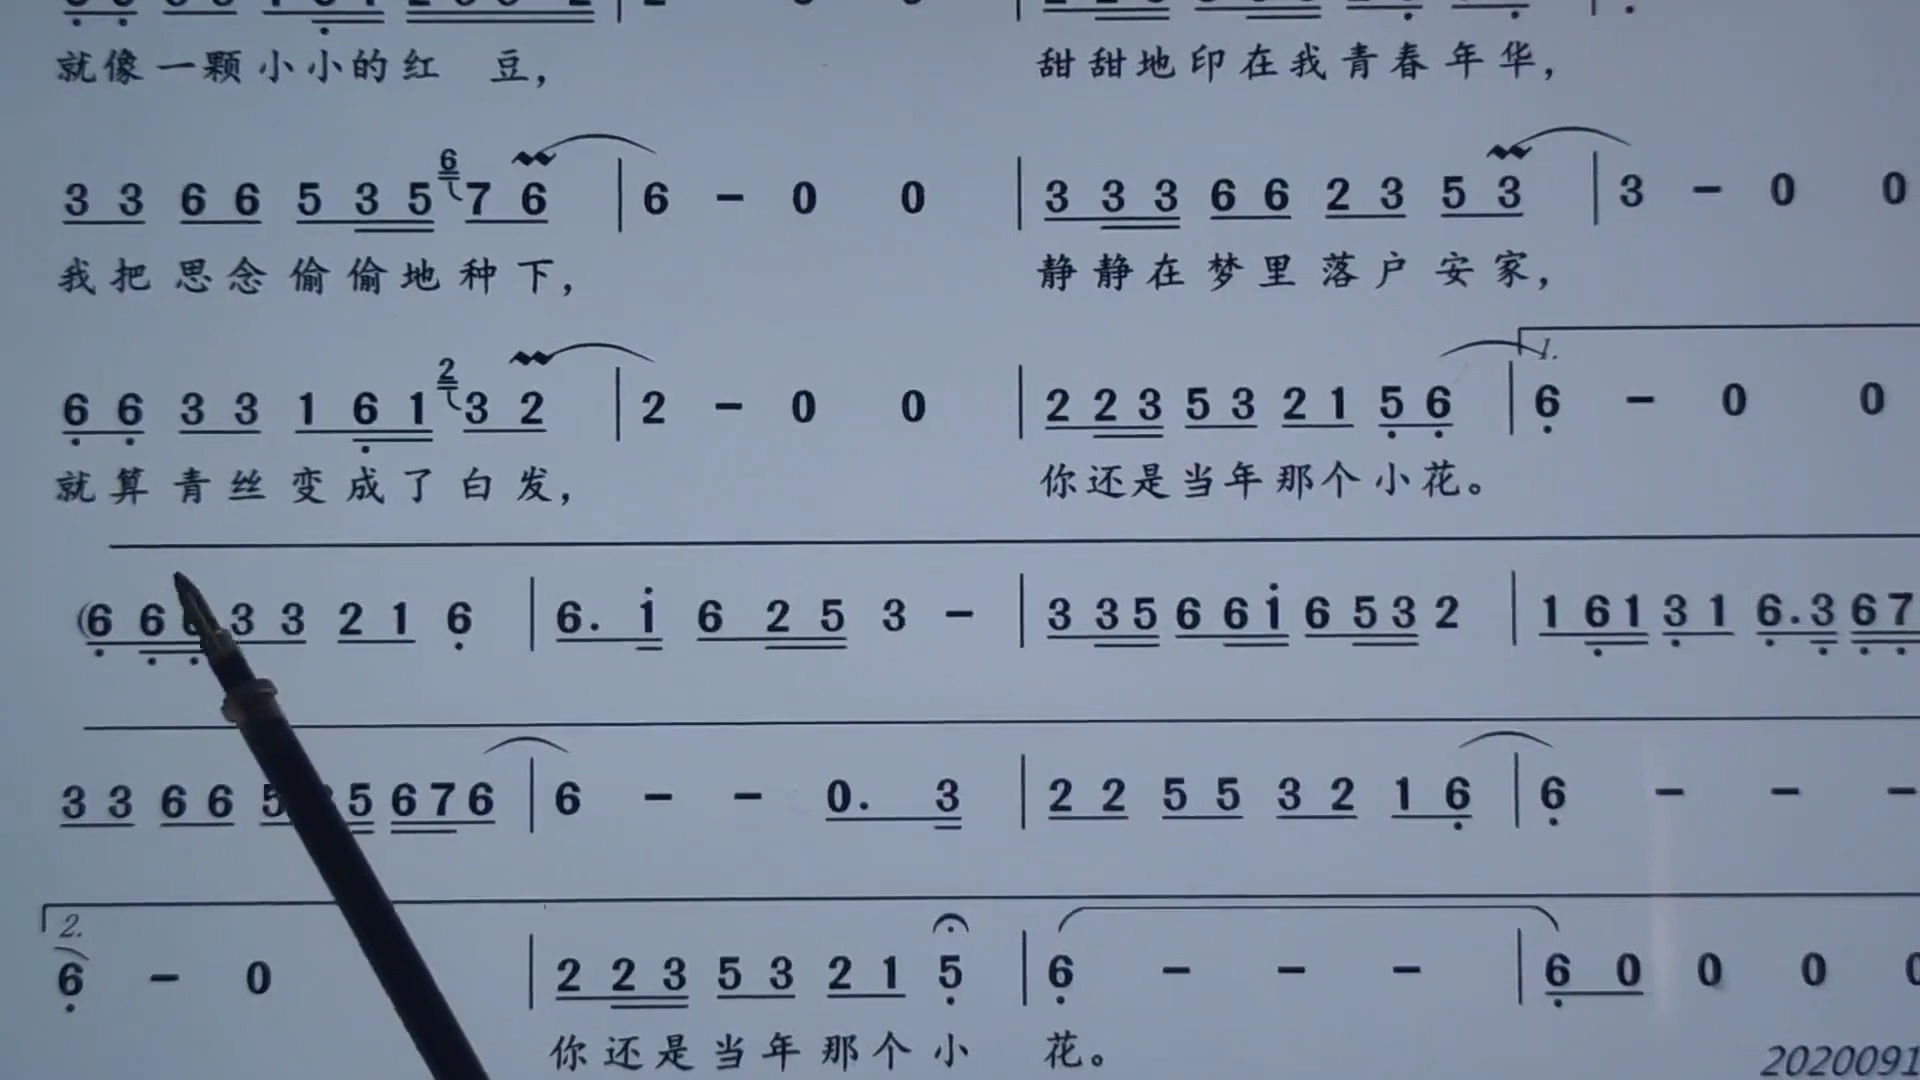 就像一颗小小的红 豆， 甜甜地印在我青春年华，
6
3 3 6 6 5 3 5 7 6 | 6 - 0 0 | 3 3 3 6 6 2 3 5 3 | 3 - 0 0
我把思念偷偷地种下， 静静在梦里落户安家，
2 1.
6 6 3 3 1 6 1 3 2 | 2 - 0 0 | 2 2 3 5 3 2 1 5 6 | 6 - 0 0
就算青丝变成了白发， 你还是当年那个小花。
(6 6 6 3 3 2 1 6 | 6. i 6 2 5 3 - | 3 3 5 6 6 i 6 5 3 2 | 1 6 1 3 1 6. 3 6 7
3 3 6 6 5 5 6 7 6 | 6 - - 0. 3 | 2 2 5 5 3 2 1 6 | 6 - - -
2.
6 - 0 | 2 2 3 5 3 2 1 5 | 6 - - - | 6 0 0 0 0
你还是当年那个小 花。
2020091